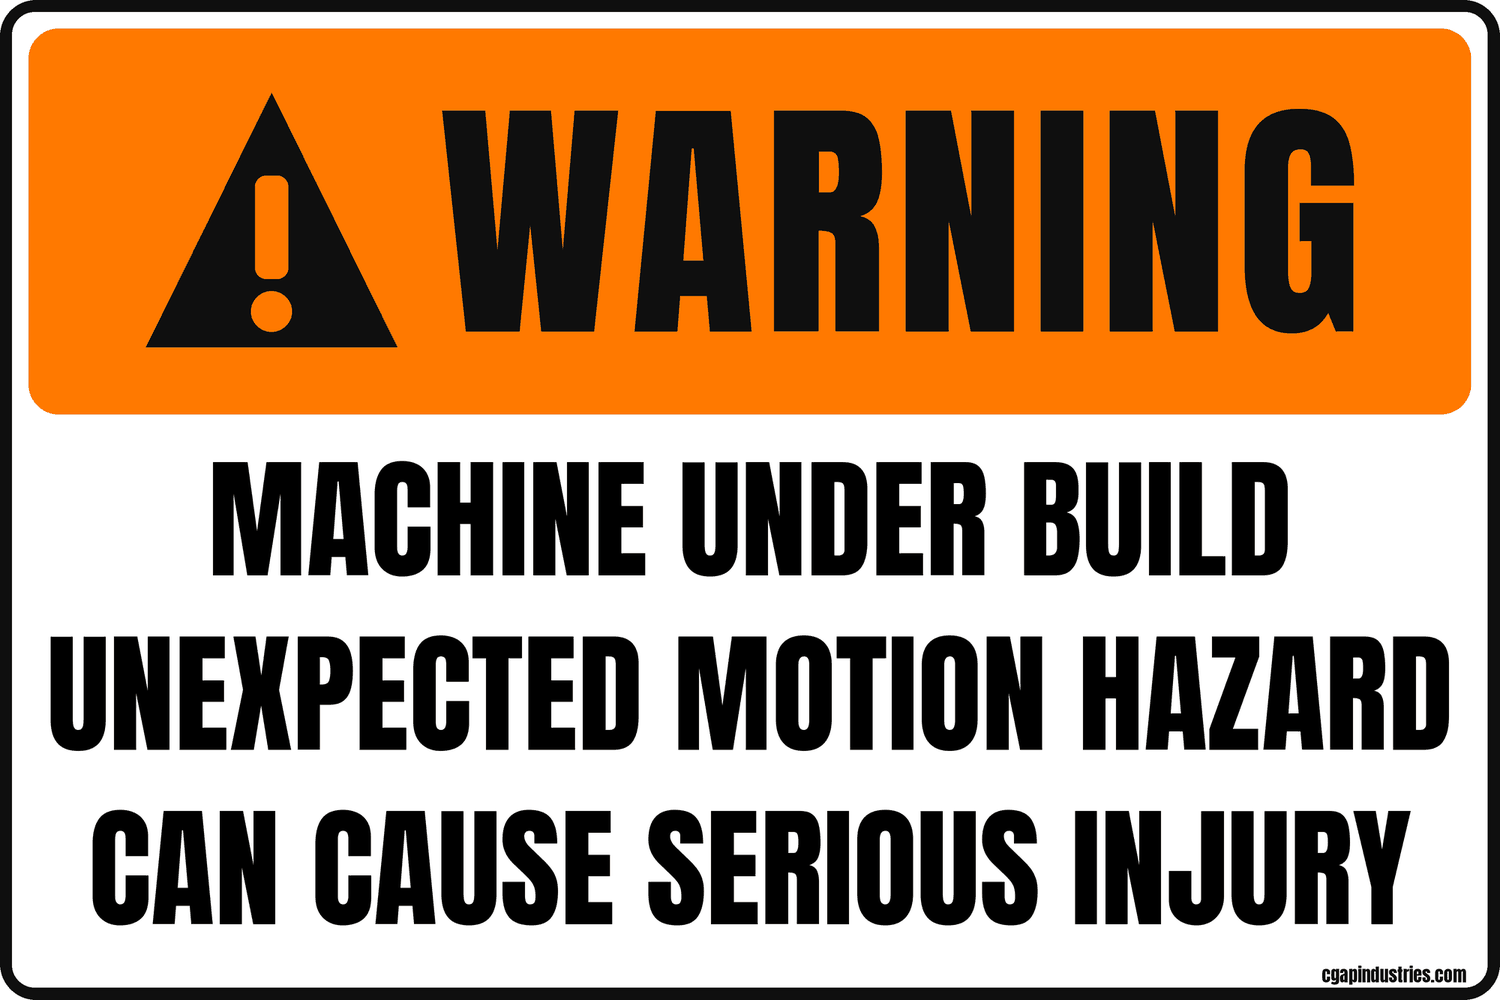 WARNING
MACHINE UNDER BUILD
UNEXPECTED MOTION HAZARD
CAN CAUSE SERIOUS INJURY
cgapindustries.com